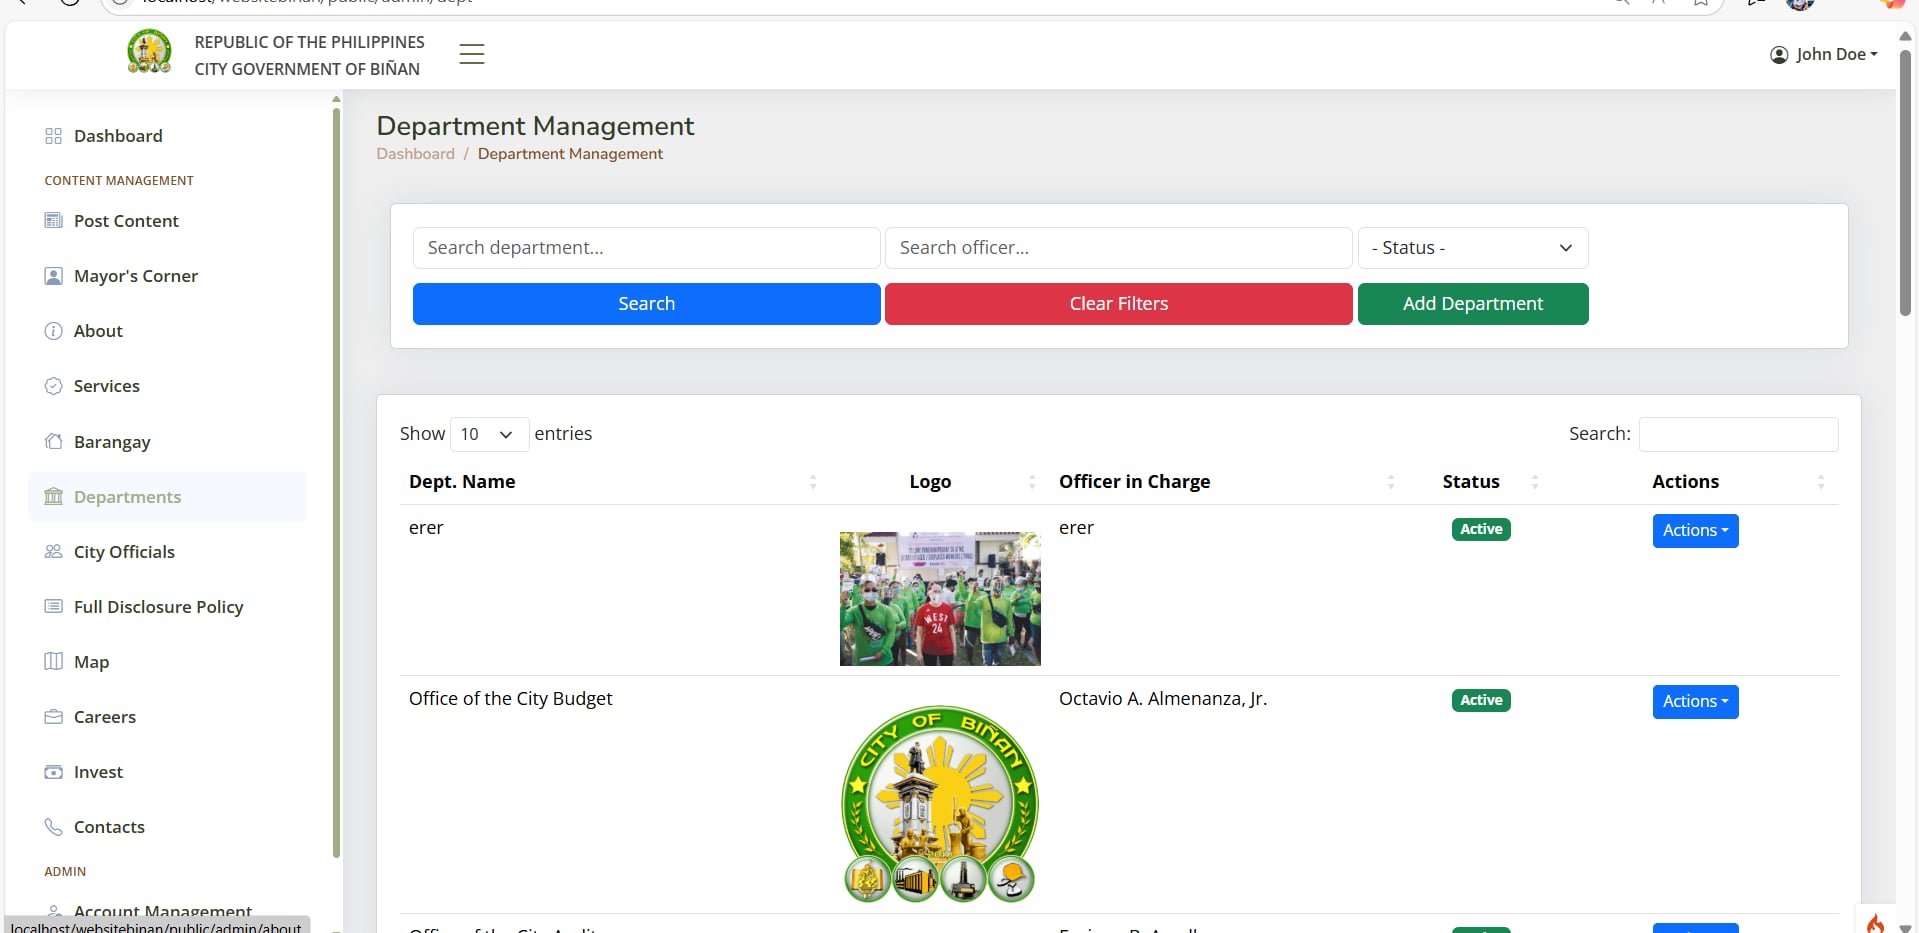 REPUBLIC OF THE PHILIPPINES
CITY GOVERNMENT OF BIÑAN
John Doe
Dashboard
CONTENT MANAGEMENT
Post Content
Mayor's Corner
About
Services
Barangay
Departments
City Officials
Full Disclosure Policy
Map
Careers
Invest
Contacts
ADMIN
Account Management
localhost/websitebinan/public/admin/about
Department Management
Dashboard / Department Management
Search department... Search officer... - Status -
Search Clear Filters Add Department
Show 10 entries Search:
Dept. Name Logo Officer in Charge Status Actions
erer erer Active Actions
WEST
24
Office of the City Budget Octavio A. Almenanza, Jr. Active Actions
CITY OF BIÑAN